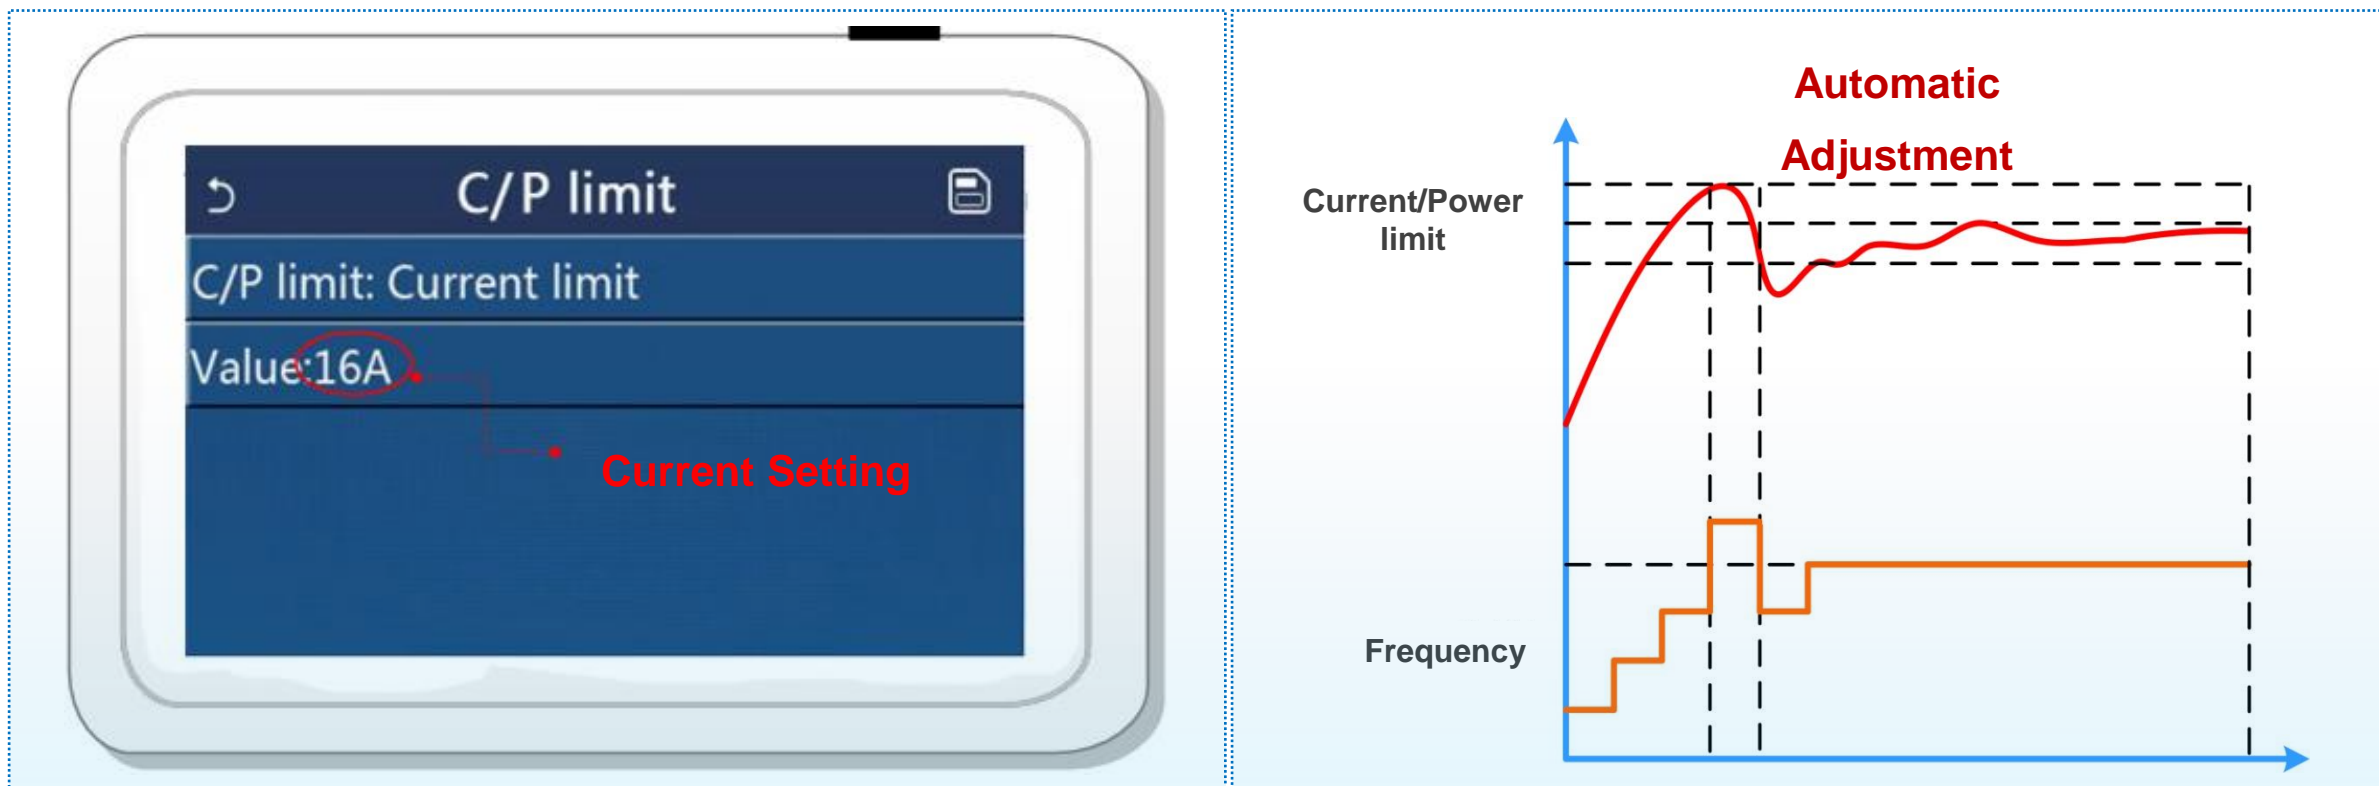 C/P limit
C/P limit: Current limit
Value:16A
Current Setting
Automatic
Adjustment
Current/Power
limit
Frequency